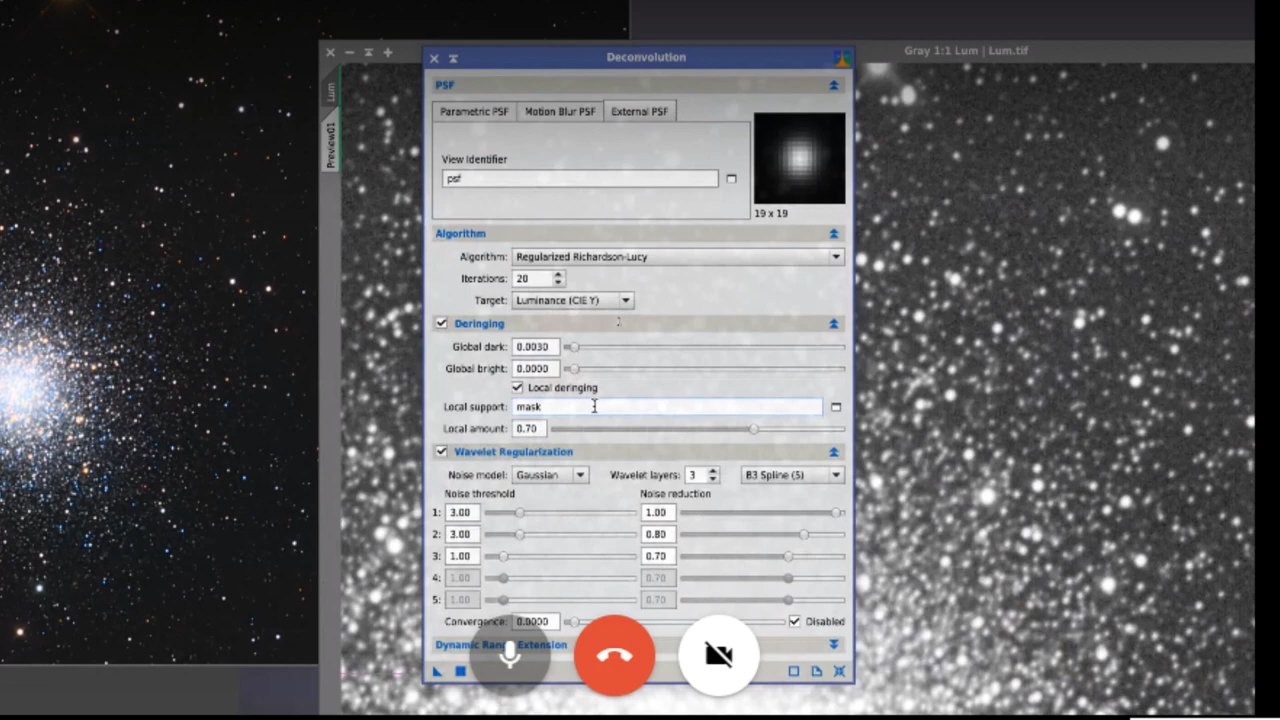 Deconvolution
Gray 1:1 Lum | Lum.tif
Lum
Preview01
PSF
Parametric PSF Motion Blur PSF External PSF
View Identifier
psf
19 x 19
Algorithm
Algorithm: Regularized Richardson-Lucy
Iterations: 20
Target: Luminance (CIE Y)
Deringing
Global dark: 0.0030
Global bright: 0.0000
Local deringing
Local support: mask
Local amount: 0.70
Wavelet Regularization
Noise model: Gaussian Wavelet layers: 3 B3 Spline (5)
Noise threshold Noise reduction
1: 3.00 1.00
2: 3.00 0.80
3: 1.00 0.70
4: 1.00 0.70
5: 1.00 0.70
Convergence: 0.0000 Disabled
Dynamic Range Extension